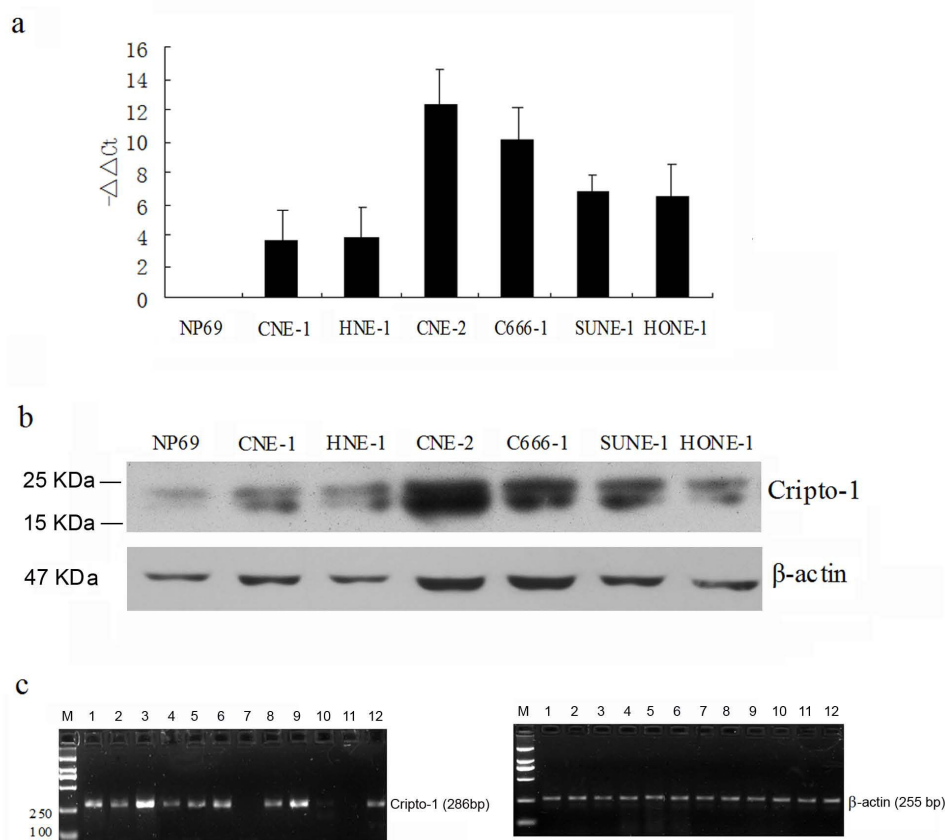 a
16
14
12
10
8
6
4
2
0
-△△Ct
NP69 CNE-1 HNE-1 CNE-2 C666-1 SUNE-1 HONE-1
b
NP69 CNE-1 HNE-1 CNE-2 C666-1 SUNE-1 HONE-1
25 KDa
15 KDa
Cripto-1
47 KDa
β-actin
c
M 1 2 3 4 5 6 7 8 9 10 11 12
250
100
Cripto-1 (286bp)
M 1 2 3 4 5 6 7 8 9 10 11 12
β-actin (255 bp)